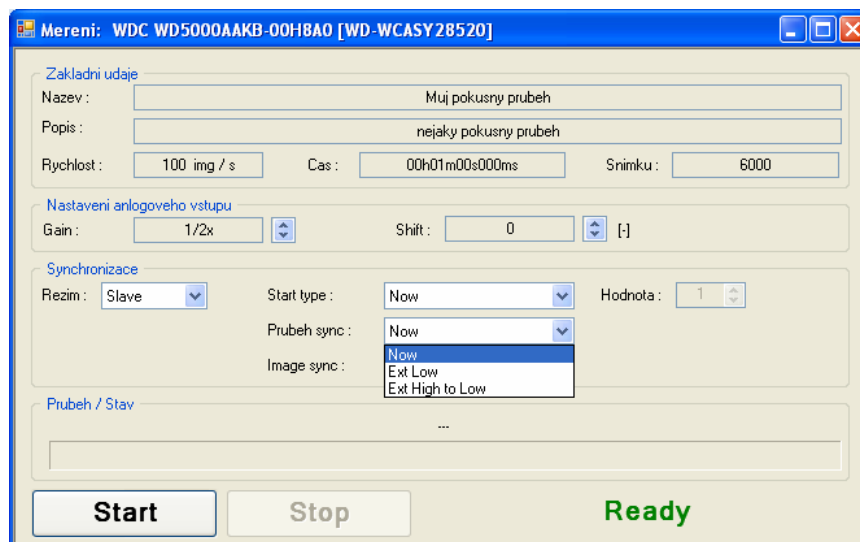 Mereni: WDC WD5000AAKB-00H8A0 [WD-WCASY28520]
Zakladni udaje
Nazev : Muj pokusny prubeh
Popis : nejaky pokusny prubeh
Rychlost : 100 img / s Cas : 00h01m00s000ms Snimku : 6000
Nastaveni anlogoveho vstupu
Gain : 1/2x Shift : 0 [-]
Synchronizace
Rezim : Slave Start type : Now Hodnota : 1
Prubeh sync : Now
Now
Image sync : Ext Low
Ext High to Low
Prubeh / Stav
---
Start Stop Ready